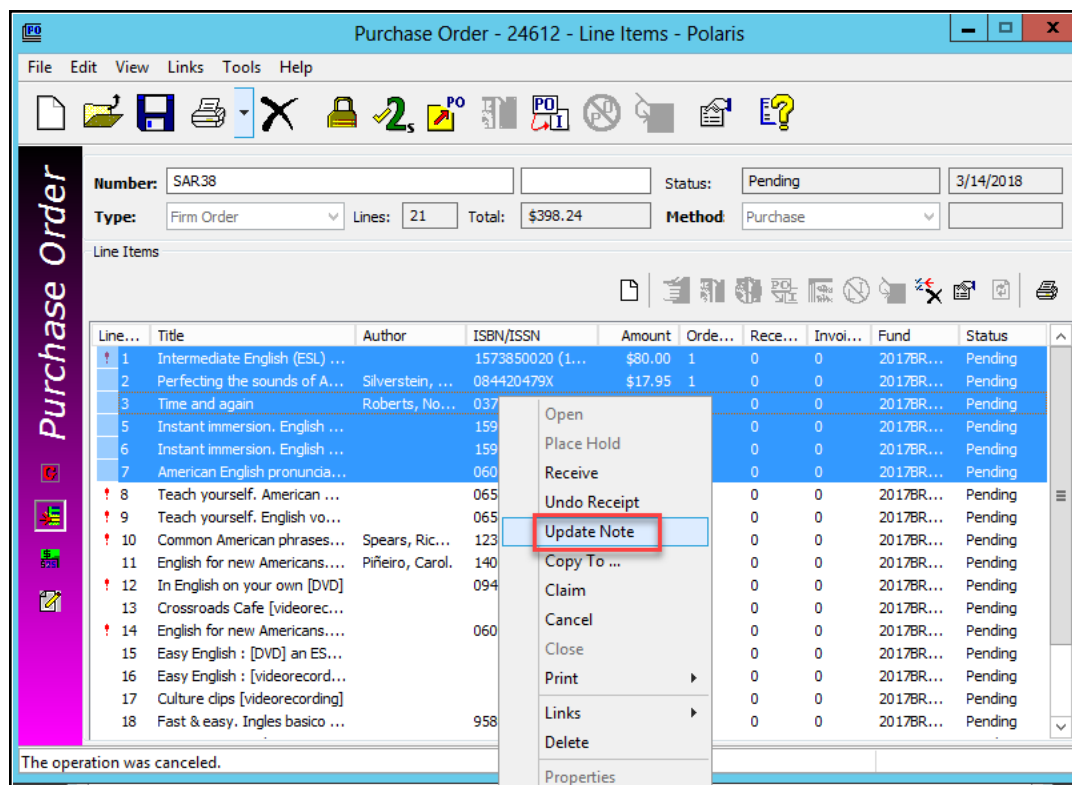 Purchase Order - 24612 - Line Items - Polaris
File Edit View Links Tools Help
Purchase Order
Number: SAR38 Status: Pending 3/14/2018
Type: Firm Order Lines: 21 Total: $398.24 Method: Purchase
Line Items
Line... Title Author ISBN/ISSN Amount Orde... Rece... Invoi... Fund Status
1 Intermediate English (ESL) ... 1573850020 (1... $80.00 1 0 0 2017BR... Pending
2 Perfecting the sounds of A... Silverstein, ... 084420479X $17.95 1 0 0 2017BR... Pending
3 Time and again Roberts, No... 037 0 0 2017BR... Pending
5 Instant immersion. English ... 159 0 0 2017BR... Pending
6 Instant immersion. English ... 159 0 0 2017BR... Pending
7 American English pronuncia... 060 0 0 2017BR... Pending
8 Teach yourself. American ... 065 0 0 2017BR... Pending
9 Teach yourself. English vo... 065 0 0 2017BR... Pending
10 Common American phrases... Spears, Ric... 123 0 0 2017BR... Pending
11 English for new Americans.... Piñeiro, Carol. 140 0 0 2017BR... Pending
12 In English on your own [DVD] 094 0 0 2017BR... Pending
13 Crossroads Cafe [videorec... 0 0 2017BR... Pending
14 English for new Americans.... 060 0 0 2017BR... Pending
15 Easy English : [DVD] an ES... 0 0 2017BR... Pending
16 Easy English : [videorecord... 0 0 2017BR... Pending
17 Culture clips [videorecording] 0 0 2017BR... Pending
18 Fast & easy. Ingles basico ... 958 0 0 2017BR... Pending
Open
Place Hold
Receive
Undo Receipt
Update Note
Copy To ...
Claim
Cancel
Close
Print
Links
Delete
Properties
The operation was canceled.